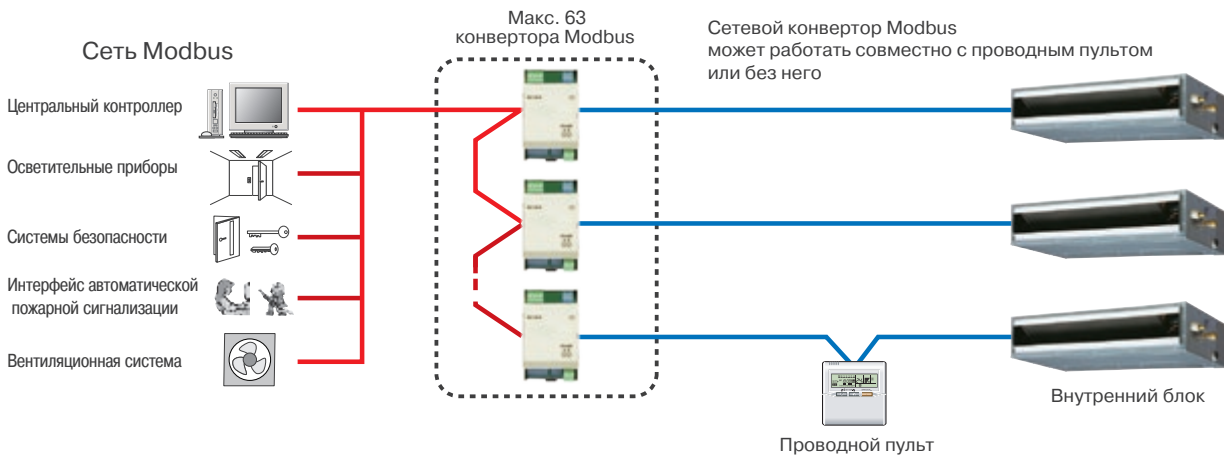 Сеть Modbus
Макс. 63
конвертора Modbus
Сетевой конвертор Modbus
может работать совместно с проводным пультом
или без него
Центральный контроллер
Осветительные приборы
Системы безопасности
Интерфейс автоматической
пожарной сигнализации
Вентиляционная система
Проводной пульт
Внутренний блок